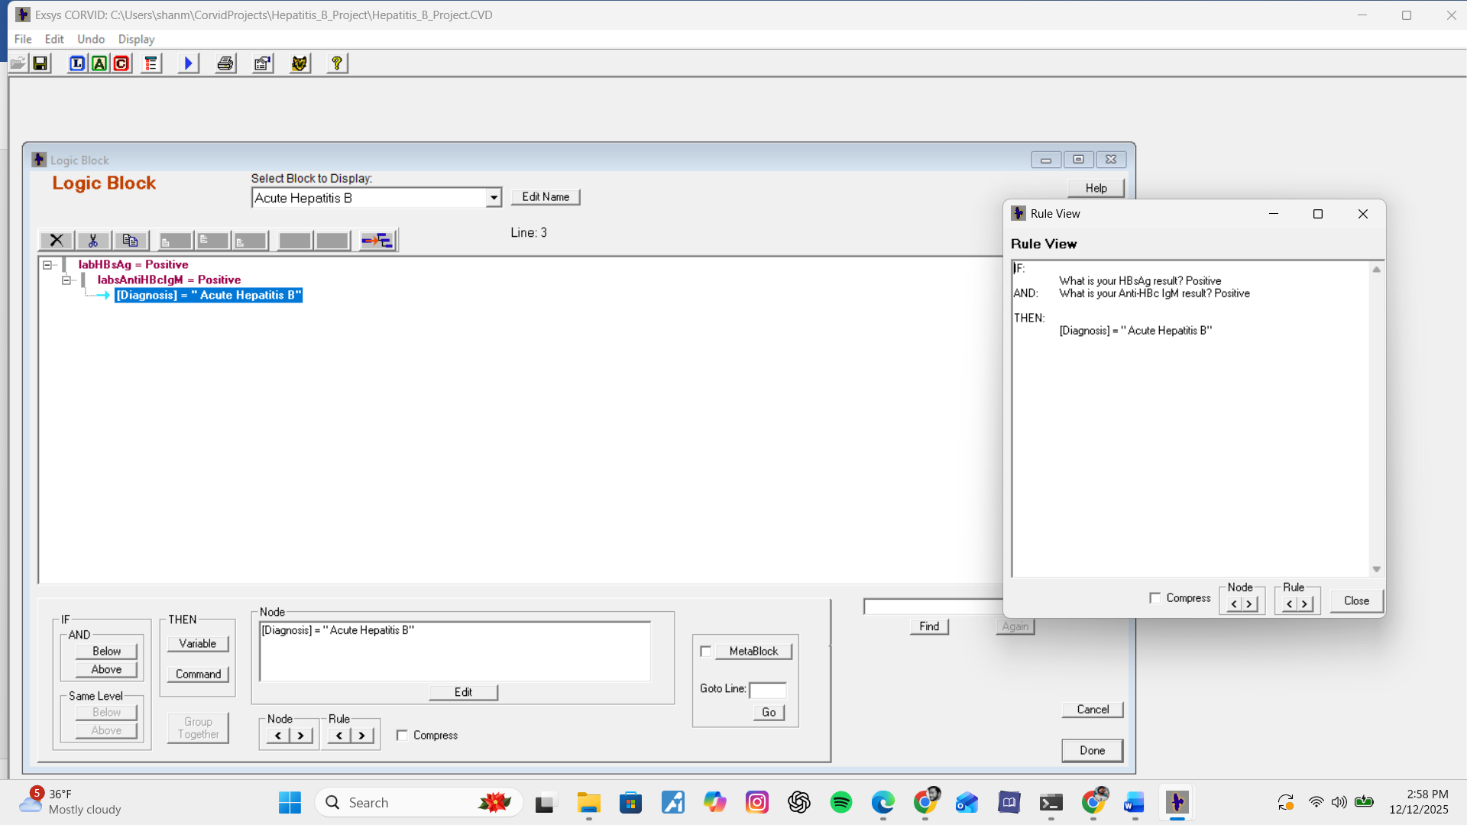 Exsys CORVID: C:\Users\shanm\CorvidProjects\Hepatitis_B_Project\Hepatitis_B_Project.CVD
File Edit Undo Display
L A C ?
Logic Block
Logic Block
Select Block to Display:
Acute Hepatitis B
Edit Name
Help
Line: 3
labHBsAg = Positive
labsAntiHBcIgM = Positive
[Diagnosis] = " Acute Hepatitis B"
Rule View
Rule View
IF:
What is your HBsAg result? Positive
AND: What is your Anti-HBc IgM result? Positive
THEN:
[Diagnosis] = " Acute Hepatitis B"
Compress
Node
< >
Rule
< >
Close
IF
AND
Below
Above
Same Level
Below
Above
THEN
Variable
Command
Group
Together
Node
[Diagnosis] = " Acute Hepatitis B"
Edit
Node
< >
Rule
< >
Compress
MetaBlock
Goto Line:
Go
Find
Again
Cancel
Done
5
36°F
Mostly cloudy
Search
2:58 PM
12/12/2025